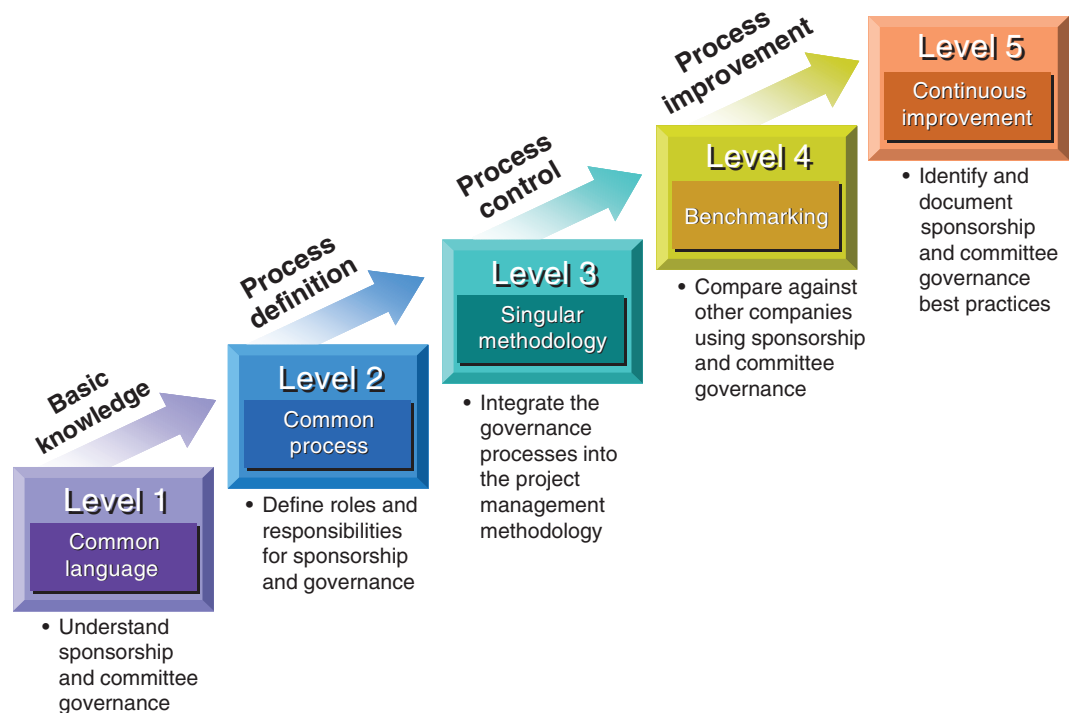 Level 1
Common
language
• Understand
sponsorship
and committee
governance
Basic
knowledge
Level 2
Common
process
• Define roles and
responsibilities
for sponsorship
and governance
Process
definition
Level 3
Singular
methodology
• Integrate the
governance
processes into
the project
management
methodology
Process
control
Level 4
Benchmarking
• Compare against
other companies
using sponsorship
and committee
governance
Process
improvement
Level 5
Continuous
improvement
• Identify and
document
sponsorship
and committee
governance
best practices